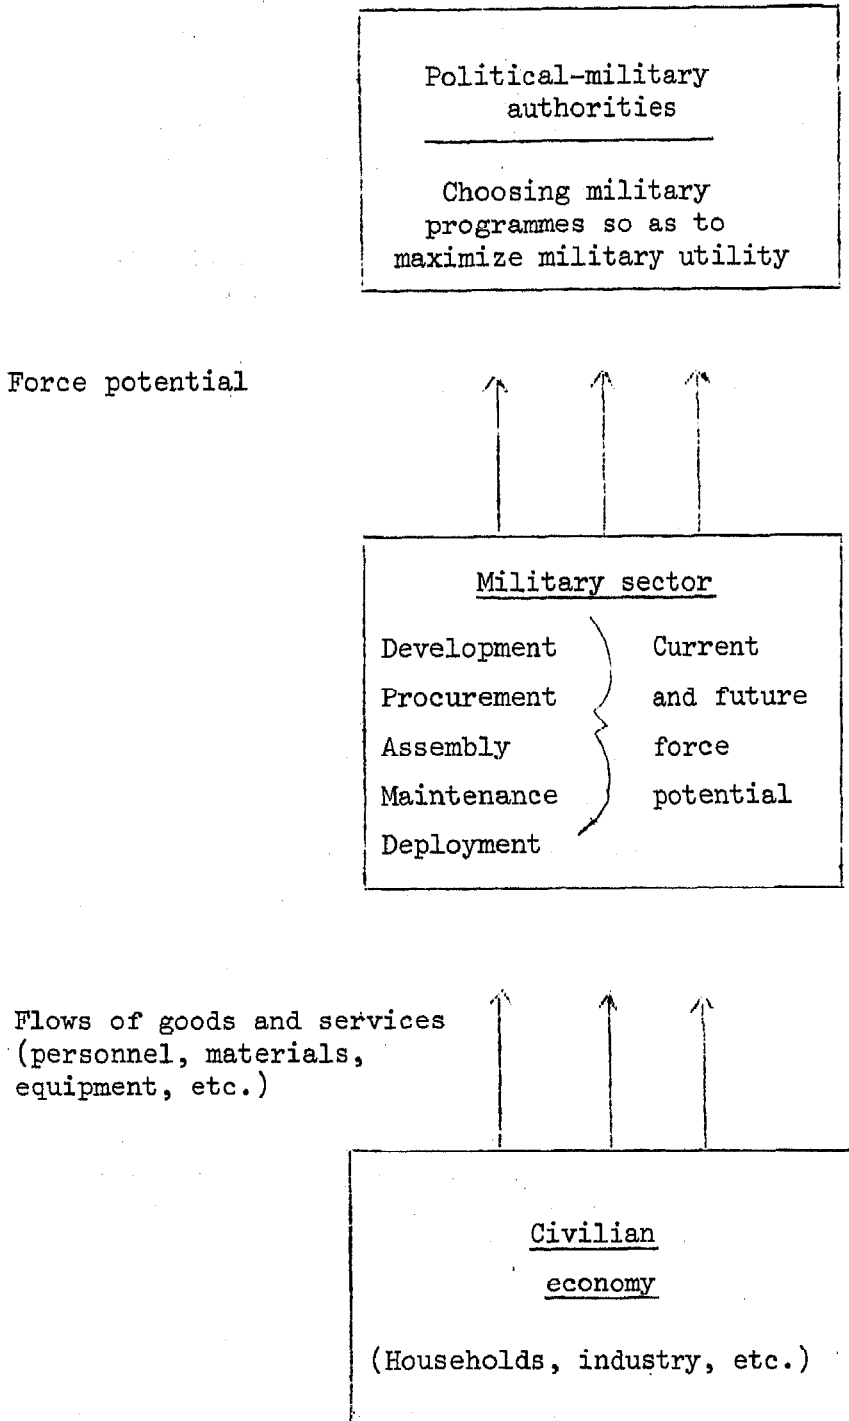 Political-military
authorities
Choosing military
programmes so as to
maximize military utility
Force potential
Military sector
Development
Procurement
Assembly
Maintenance
Deployment
Current
and future
force
potential
Flows of goods and services
(personnel, materials,
equipment, etc.)
Civilian
economy
(Households, industry, etc.)